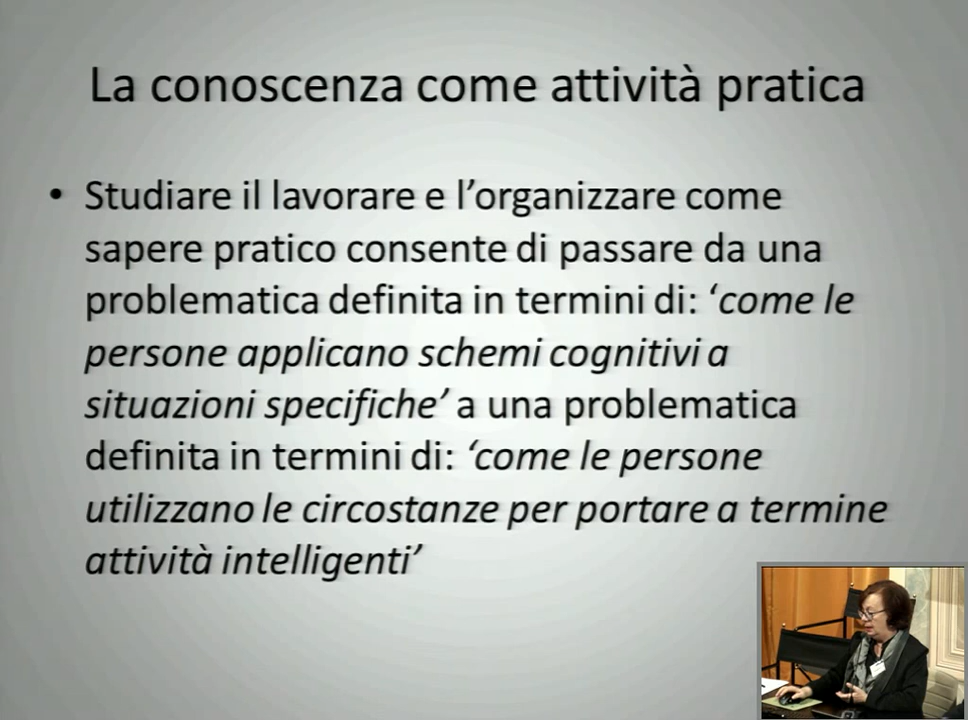 La conoscenza come attività pratica
• Studiare il lavorare e l’organizzare come
sapere pratico consente di passare da una
problematica definita in termini di: ‘come le
persone applicano schemi cognitivi a
situazioni specifiche’ a una problematica
definita in termini di: ‘come le persone
utilizzano le circostanze per portare a termine
attività intelligenti’